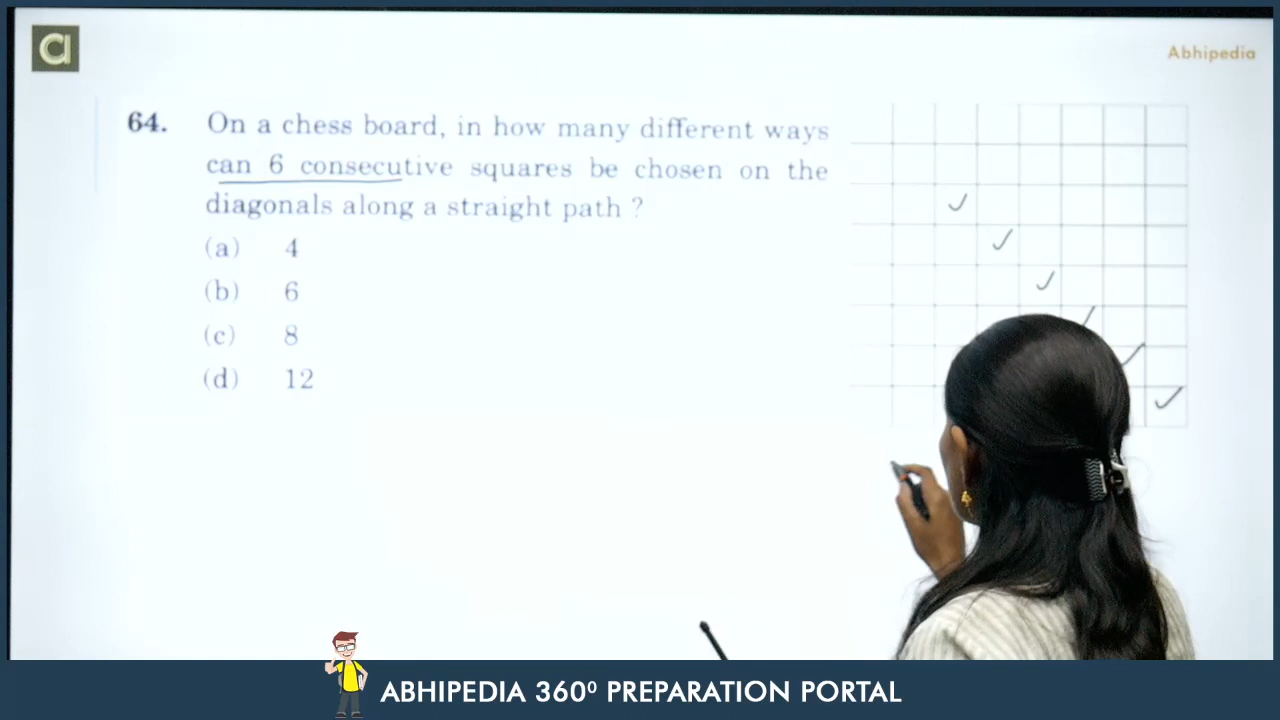 Abhipedia
64. On a chess board, in how many different ways
can 6 consecutive squares be chosen on the
diagonals along a straight path ?
(a) 4
(b) 6
(c) 8
(d) 12
ABHIPEDIA 360⁰ PREPARATION PORTAL